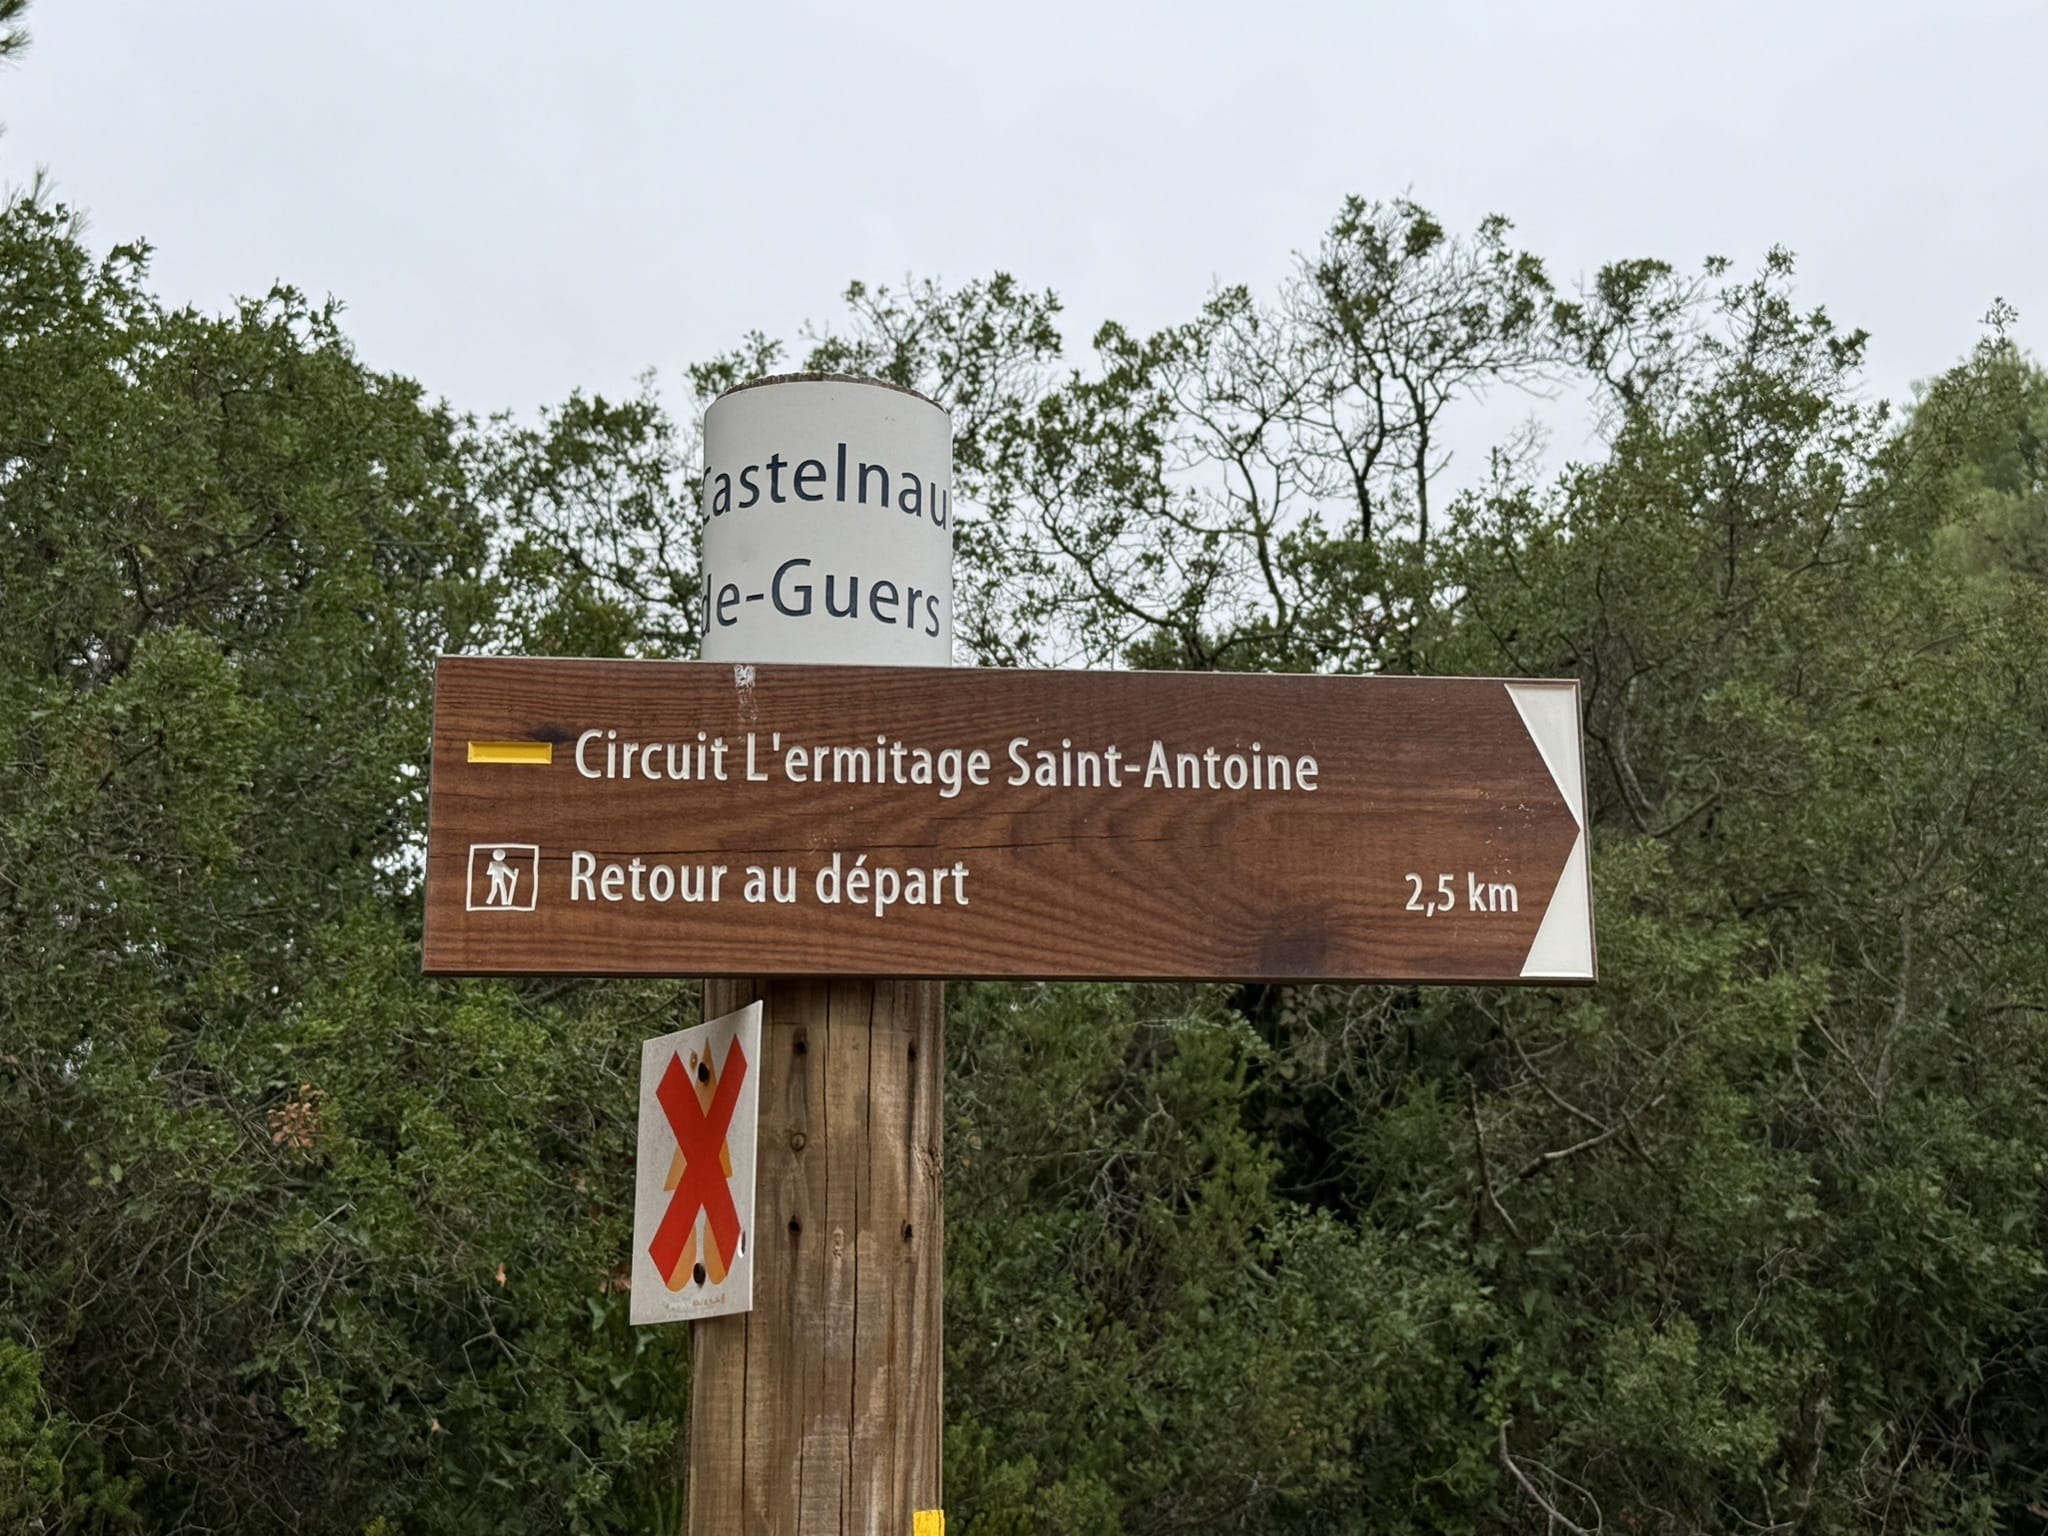 Castelnau
de-Guers
Circuit L'ermitage Saint-Antoine
Retour au départ
2,5 km